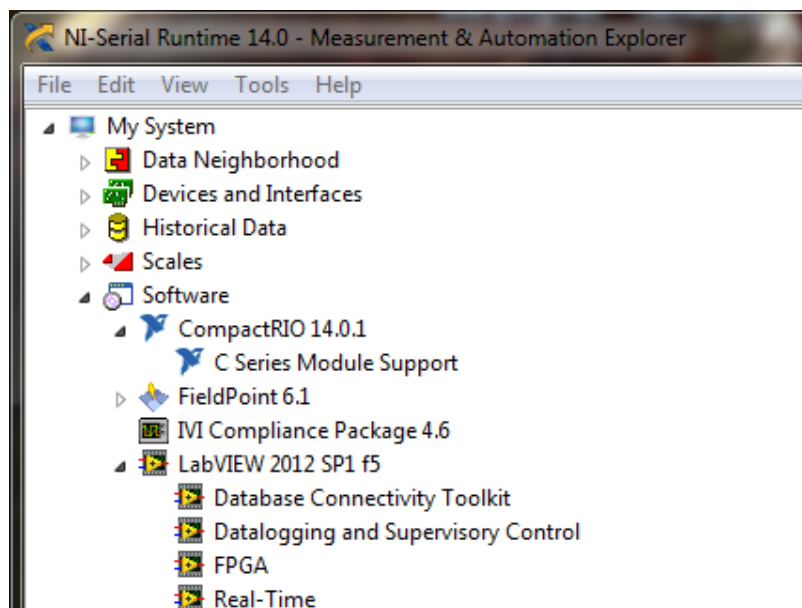 NI-Serial Runtime 14.0 - Measurement & Automation Explorer
File Edit View Tools Help
My System
Data Neighborhood
Devices and Interfaces
Historical Data
Scales
Software
CompactRIO 14.0.1
C Series Module Support
FieldPoint 6.1
IVI Compliance Package 4.6
LabVIEW 2012 SP1 f5
Database Connectivity Toolkit
Datalogging and Supervisory Control
FPGA
Real-Time